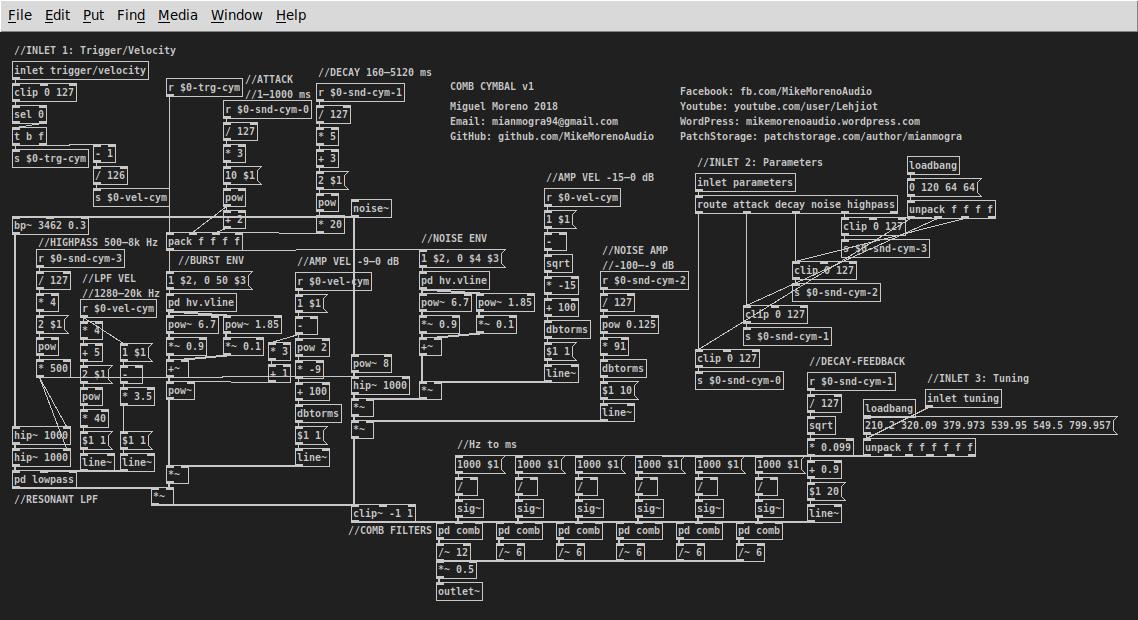 File Edit Put Find Media Window Help
//INLET 1: Trigger/Velocity
inlet trigger/velocity
clip 0 127
sel 0
t b f
s $0-trg-cym
- 1
/ 126
s $0-vel-cym
r $0-trg-cym
//ATTACK
//1–1000 ms
r $0-snd-cym-0
/ 127
* 3
10 $1
pow
+ 2
pack f f f f
//DECAY 160–5120 ms
r $0-snd-cym-1
/ 127
* 5
+ 3
2 $1
pow
* 20
noise~
COMB CYMBAL v1
Miguel Moreno 2018
Email: mianmogra94@gmail.com
GitHub: github.com/MikeMorenoAudio
Facebook: fb.com/MikeMorenoAudio
Youtube: youtube.com/user/Lehjiot
WordPress: mikemorenoaudio.wordpress.com
PatchStorage: patchstorage.com/author/mianmogra
bp~ 3462 0.3
//HIGHPASS 500–8k Hz
r $0-snd-cym-3
/ 127
* 4
2 $1
pow
* 500
hip~ 1000
hip~ 1000
pd lowpass
//RESONANT LPF
//LPF VEL
//1280–20k Hz
r $0-vel-cym
* 4
+ 5
2 $1
pow
* 40
$1 1
line~
1 $1
-
* 3.5
$1 1
line~
//BURST ENV
1 $2, 0 50 $3
pd hv.vline
pow~ 6.7
pow~ 1.85
*~ 0.9
*~ 0.1
+~
pow~
*~
*~
* 3
+ 1
//AMP VEL -9–0 dB
r $0-vel-cym
1 $1
-
pow 2
* -9
+ 100
dbtorms
$1 1
line~
pow~ 8
hip~ 1000
*~
*~
clip~ -1 1
//NOISE ENV
1 $2, 0 $4 $3
pd hv.vline
pow~ 6.7
pow~ 1.85
*~ 0.9
*~ 0.1
+~
*~
//AMP VEL -15–0 dB
r $0-vel-cym
1 $1
-
sqrt
* -15
+ 100
dbtorms
$1 1
line~
//NOISE AMP
//-100–-9 dB
r $0-snd-cym-2
/ 127
pow 0.125
* 91
dbtorms
$1 10
line~
//INLET 2: Parameters
inlet parameters
route attack decay noise highpass
loadbang
0 120 64 64
unpack f f f f
clip 0 127
s $0-snd-cym-3
clip 0 127
s $0-snd-cym-2
clip 0 127
s $0-snd-cym-1
clip 0 127
s $0-snd-cym-0
//DECAY-FEEDBACK
r $0-snd-cym-1
/ 127
sqrt
* 0.099
+ 0.9
$1 20
line~
//INLET 3: Tuning
inlet tuning
loadbang
210.2 320.09 379.973 539.95 549.5 799.957
unpack f f f f f f
//Hz to ms
1000 $1 1000 $1 1000 $1 1000 $1 1000 $1 1000 $1
/ / / / / /
sig~ sig~ sig~ sig~ sig~ sig~
//COMB FILTERS
pd comb pd comb pd comb pd comb pd comb pd comb
/~ 12 /~ 6 /~ 6 /~ 6 /~ 6 /~ 6
*~ 0.5
outlet~